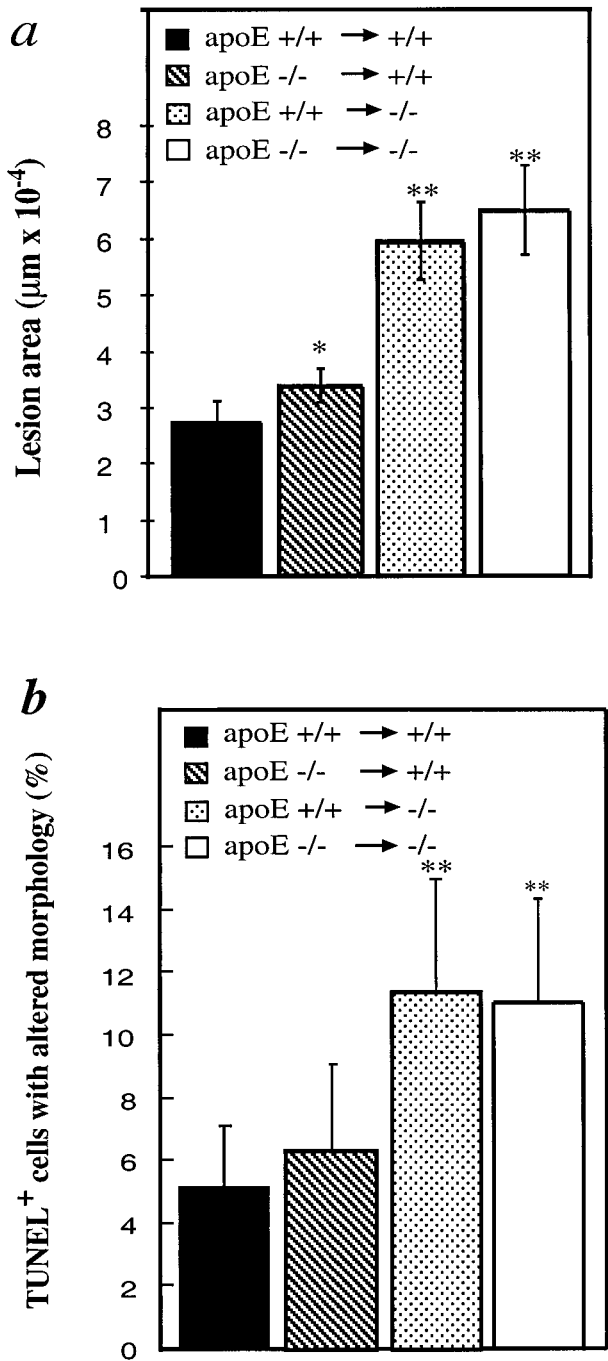 a
apoE +/+ → +/+
apoE -/- → +/+
apoE +/+ → -/-
apoE -/- → -/-
Lesion area (µm x 10⁻⁴)
8
7
6
5
4
3
2
1
0
*
**
**
b
apoE +/+ → +/+
apoE -/- → +/+
apoE +/+ → -/-
apoE -/- → -/-
TUNEL⁺ cells with altered morphology (%)
16
14
12
10
8
6
4
2
0
**
**